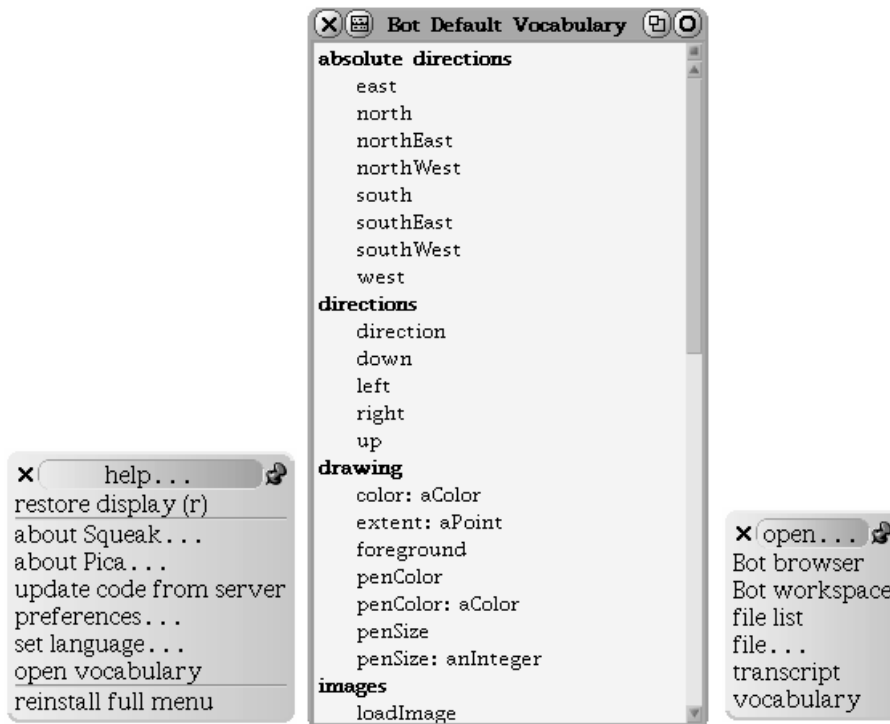 help...
restore display (r)
about Squeak...
about Pica...
update code from server
preferences...
set language...
open vocabulary
reinstall full menu
Bot Default Vocabulary
absolute directions
east
north
northEast
northWest
south
southEast
southWest
west
directions
direction
down
left
right
up
drawing
color: aColor
extent: aPoint
foreground
penColor
penColor: aColor
penSize
penSize: anInteger
images
loadImage
open...
Bot browser
Bot workspace
file list
file...
transcript
vocabulary